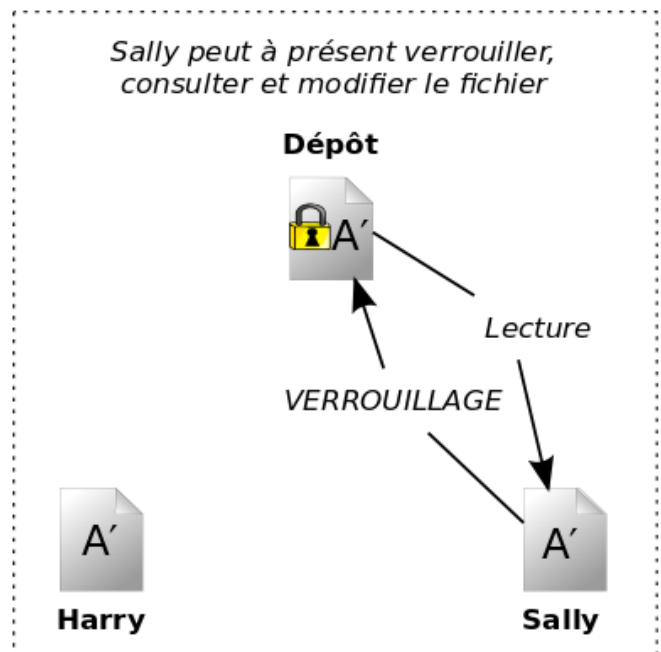 Sally peut à présent verrouiller,
consulter et modifier le fichier
Dépôt
A′
Lecture
VERROUILLAGE
A′
A′
Harry
Sally